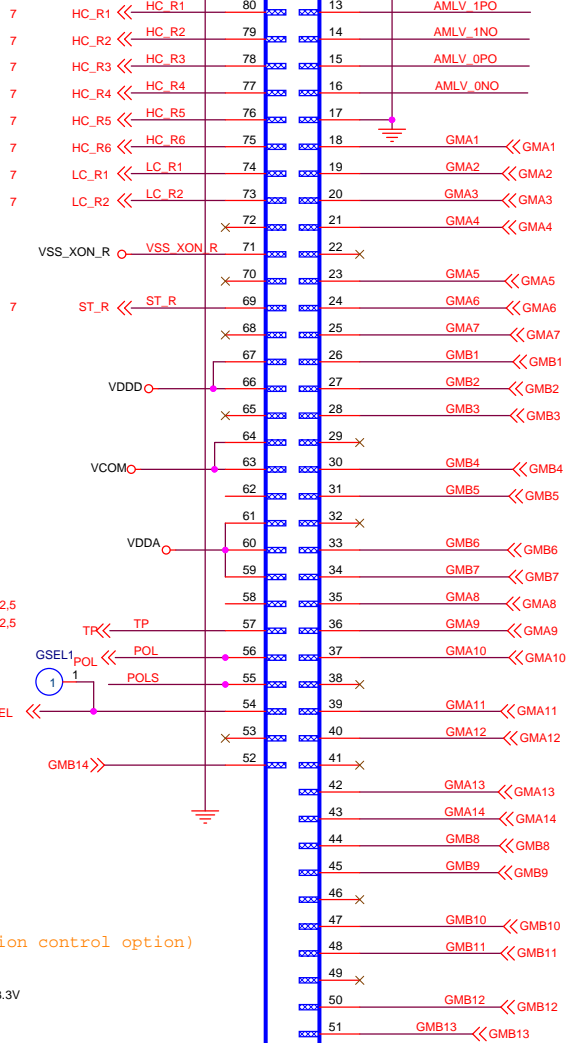 7 HC_R1 HC_R1 80 13 AMLV_1PO
7 HC_R2 HC_R2 79 14 AMLV_1NO
7 HC_R3 HC_R3 78 15 AMLV_0PO
7 HC_R4 HC_R4 77 16 AMLV_0NO
7 HC_R5 HC_R5 76 17
7 HC_R6 HC_R6 75 18 GMA1 GMA1
7 LC_R1 LC_R1 74 19 GMA2 GMA2
7 LC_R2 LC_R2 73 20 GMA3 GMA3
72 21 GMA4 GMA4
VSS_XON_R VSS_XON_R 71 22
70 23 GMA5 GMA5
7 ST_R ST_R 69 24 GMA6 GMA6
68 25 GMA7 GMA7
67 26 GMB1 GMB1
VDDD 66 27 GMB2 GMB2
65 28 GMB3 GMB3
64 29
VCOM 63 30 GMB4 GMB4
62 31 GMB5 GMB5
61 32
VDDA 60 33 GMB6 GMB6
59 34 GMB7 GMB7
2,5 58 35 GMA8 GMA8
2,5 TP TP 57 36 GMA9 GMA9
GSEL1 POL POL 56 37 GMA10 GMA10
1 1 POLS 55 38
EL 54 39 GMA11 GMA11
53 40 GMA12 GMA12
GMB14 52 41
42 GMA13 GMA13
43 GMA14 GMA14
44 GMB8 GMB8
45 GMB9 GMB9
46
47 GMB10 GMB10
ion control option)
48 GMB11 GMB11
49
3.3V
50 GMB12 GMB12
51 GMB13 GMB13